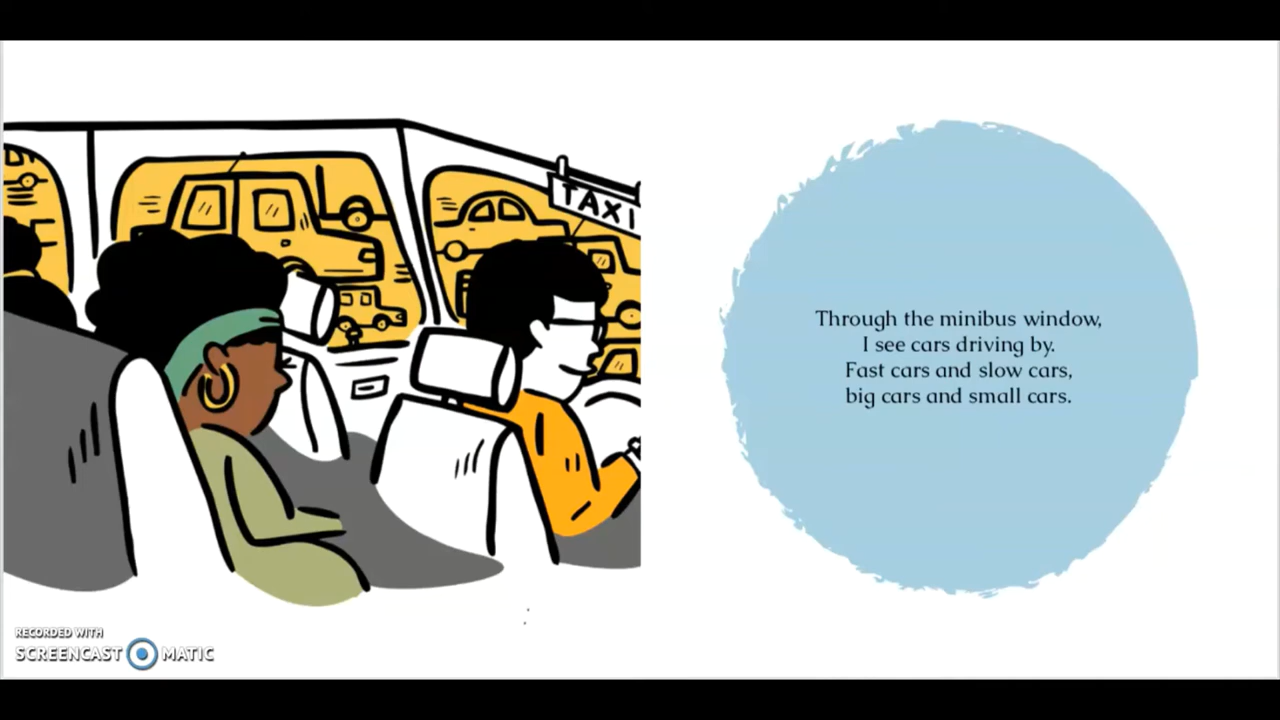 TAXI
Through the minibus window,
I see cars driving by.
Fast cars and slow cars,
big cars and small cars.
RECORDED WITH
SCREENCAST MATIC